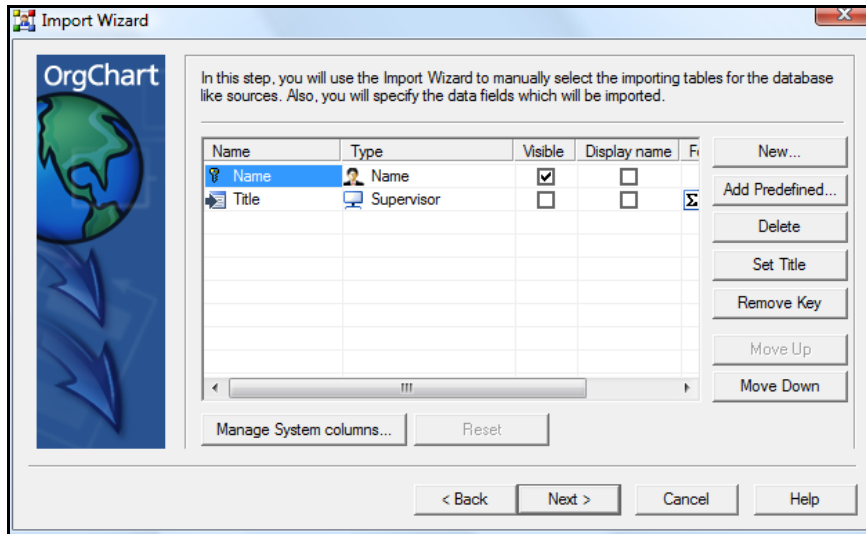 Import Wizard
OrgChart
In this step, you will use the Import Wizard to manually select the importing tables for the database
like sources. Also, you will specify the data fields which will be imported.
Name Type Visible Display name
Name Name
Title Supervisor Σ
New...
Add Predefined...
Delete
Set Title
Remove Key
Move Up
Move Down
Manage System columns... Reset
< Back Next > Cancel Help